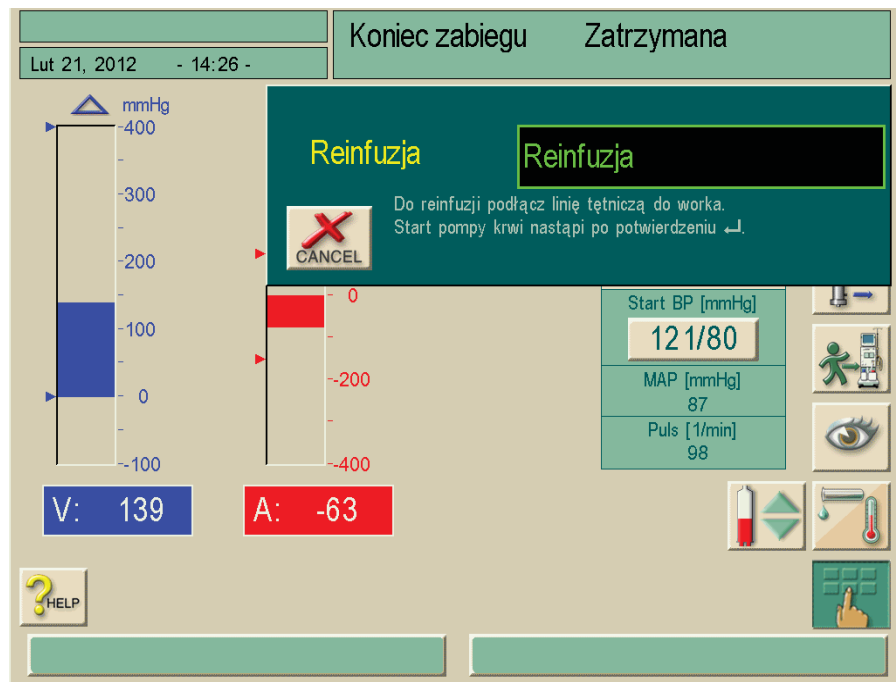 Koniec zabiegu Zatrzymana
Lut 21, 2012 - 14:26 -
mmHg
400
300
200
100
0
-100
Reinfuzja Reinfuzja
Do reinfuzji podłącz linię tętniczą do worka.
Start pompy krwi nastąpi po potwierdzeniu ↵.
CANCEL
0
-200
-400
Start BP [mmHg]
121/80
MAP [mmHg]
87
Puls [1/min]
98
V: 139
A: -63
HELP